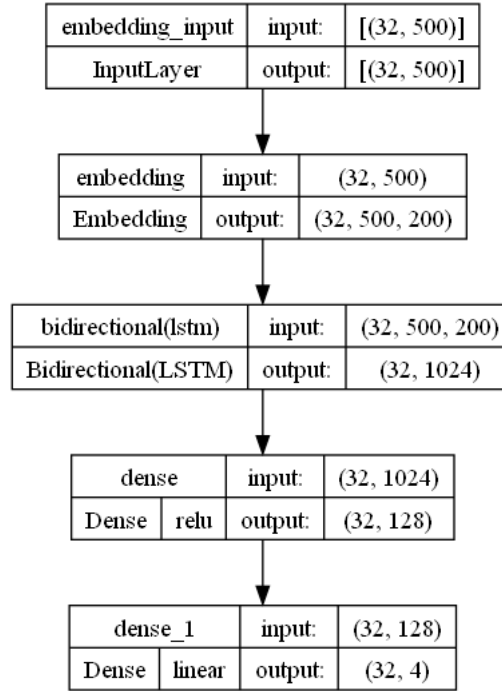 embedding_input input: [(32, 500)]
InputLayer output: [(32, 500)]
embedding input: (32, 500)
Embedding output: (32, 500, 200)
bidirectional(lstm) input: (32, 500, 200)
Bidirectional(LSTM) output: (32, 1024)
dense input: (32, 1024)
Dense relu output: (32, 128)
dense_1 input: (32, 128)
Dense linear output: (32, 4)